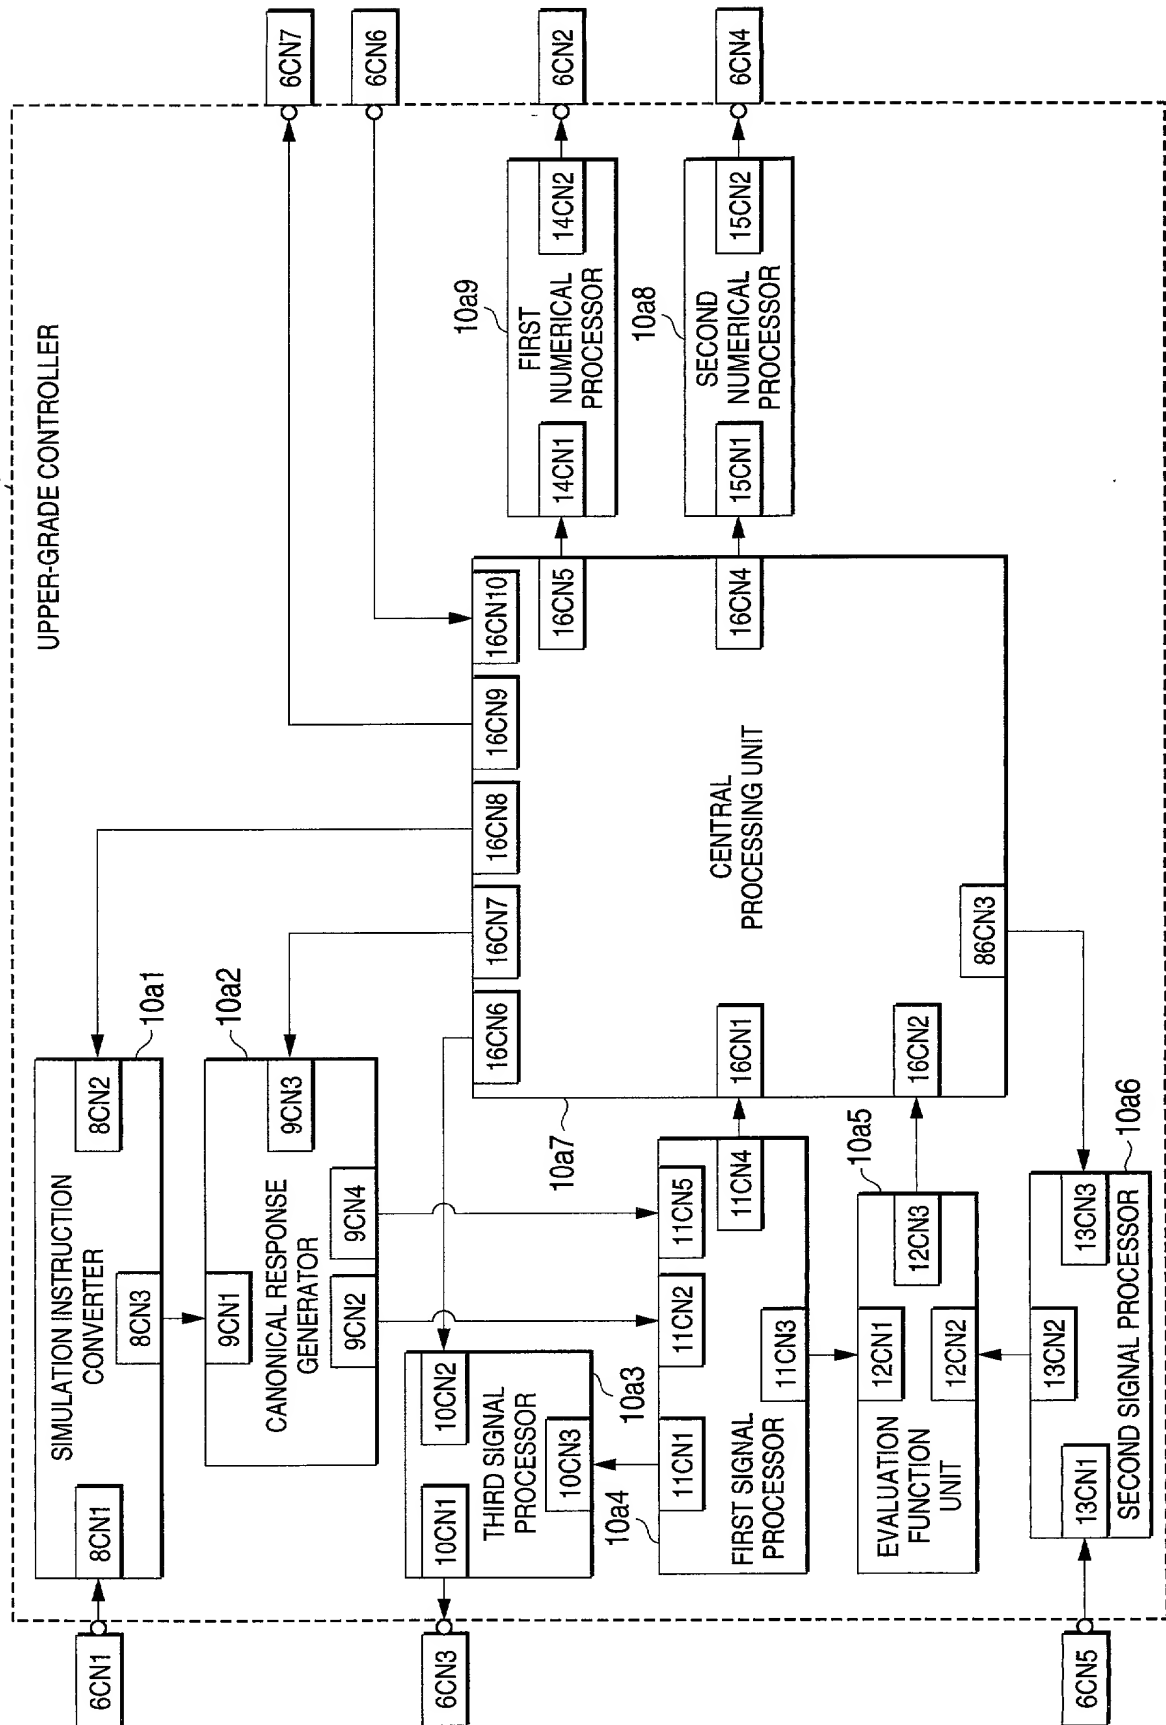 UPPER-GRADE CONTROLLER
6CN1
8CN1
SIMULATION INSTRUCTION
CONVERTER
8CN2
8CN3
10a1
9CN1
CANONICAL RESPONSE
GENERATOR
9CN3
9CN2
9CN4
10a2
6CN3
10CN1
THIRD SIGNAL
PROCESSOR
10CN2
10CN3
10a3
10a4
11CN1
11CN2
11CN5
FIRST SIGNAL
PROCESSOR
11CN3
11CN4
12CN1
EVALUATION
FUNCTION
UNIT
12CN2
12CN3
10a5
6CN5
13CN1
13CN2
13CN3
SECOND SIGNAL PROCESSOR
10a6
10a7
16CN6
16CN7
16CN8
16CN9
16CN10
16CN1
CENTRAL
PROCESSING UNIT
16CN2
86CN3
16CN5
16CN4
10a9
14CN1
FIRST
NUMERICAL
PROCESSOR
14CN2
10a8
15CN1
SECOND
NUMERICAL
PROCESSOR
15CN2
6CN7
6CN6
6CN2
6CN4